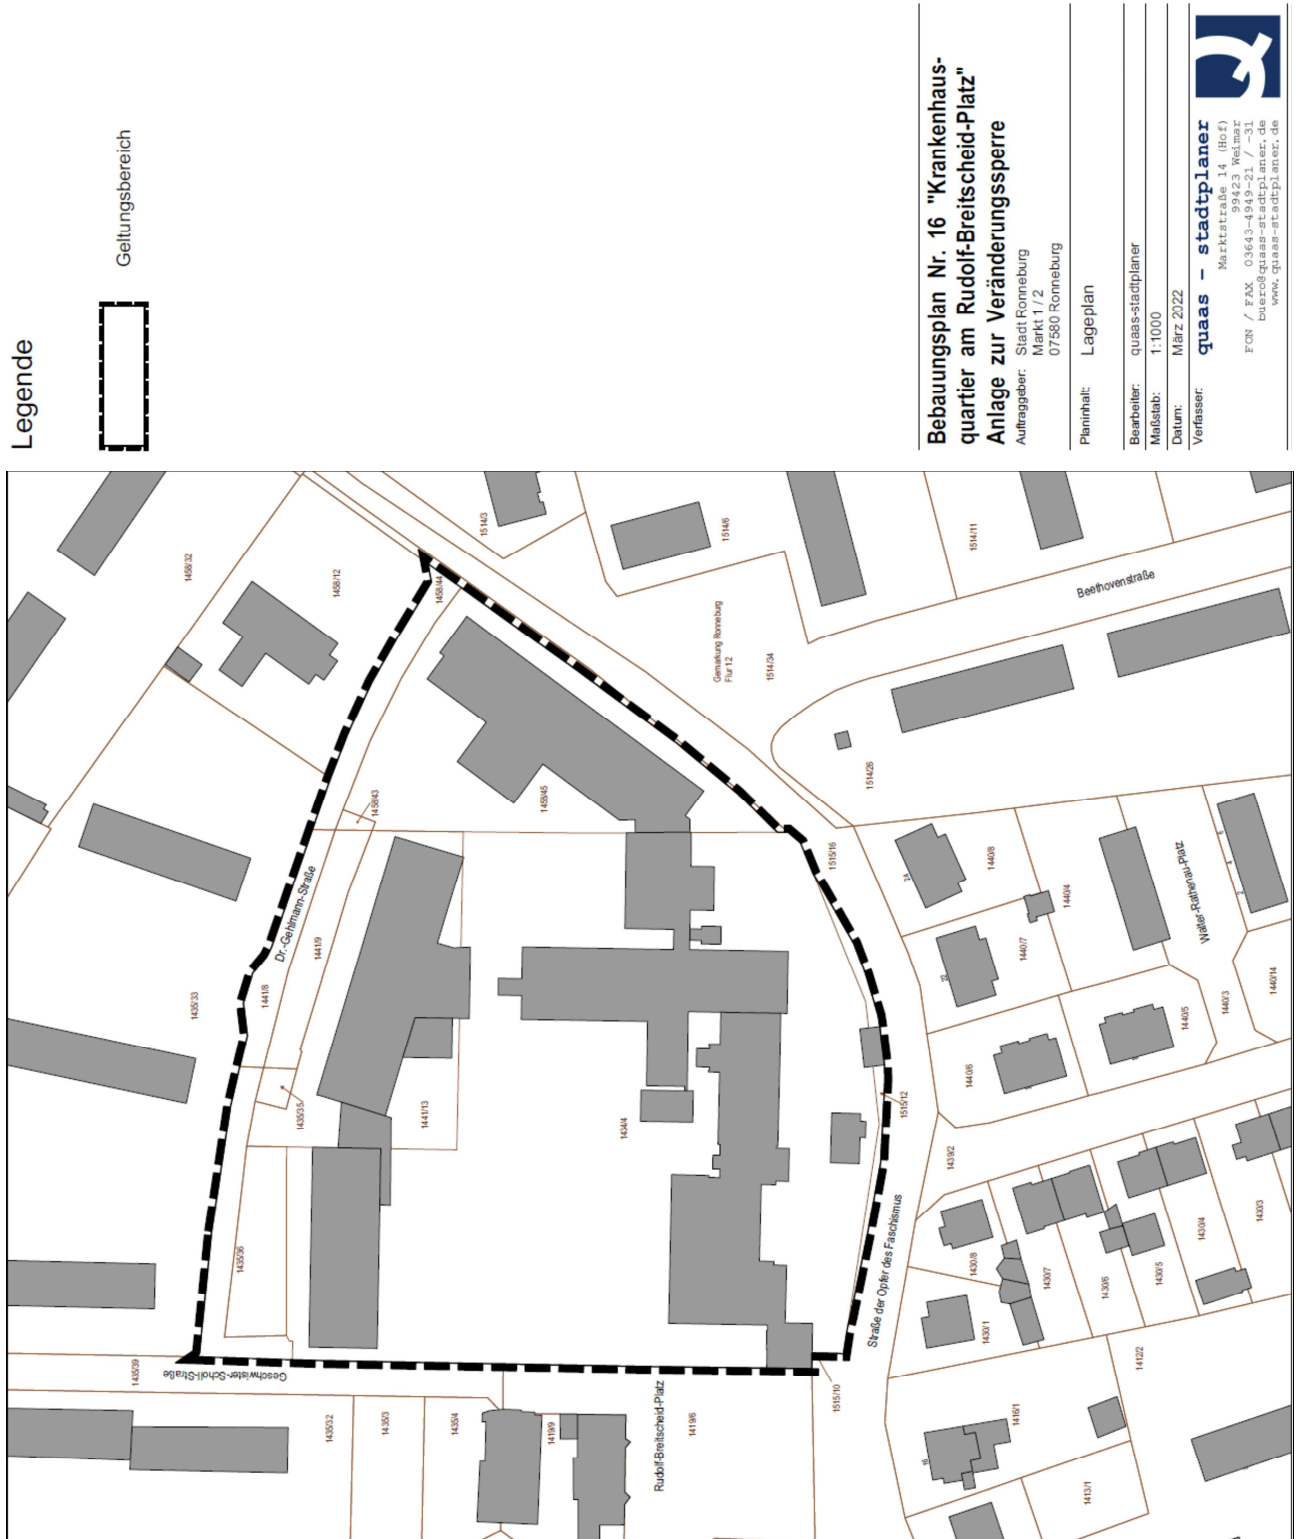 Legende
Geltungsbereich
Bebauungsplan Nr. 16 "Krankenhaus-
quartier am Rudolf-Breitscheid-Platz"
Anlage zur Veränderungssperre
Auftraggeber: Stadt Ronneburg
Markt 1 / 2
07580 Ronneburg
Planinhalt: Lageplan
Bearbeiter: quaas-stadtplaner
Maßstab: 1:1000
Datum: März 2022
Verfasser: quaas – stadtplaner
Marktstraße 14 (Hof)
99423 Weimar
FON / FAX 03643-4949-21 / -31
buero@quaas-stadtplaner.de
www.quaas-stadtplaner.de
1458/32
1458/12
1458/44
1514/3
1514/6
1514/11
Beethovenstraße
Gemarkung Ronneburg
Flur 12
1514/34
1514/26
1458/43
1458/45
Dr.-Gehlmann-Straße
1441/9
1441/8
1435/33
1435/35
1441/13
1434/4
1515/16
1515/12
2A
1440/8
1440/4
1440/7
22
1440/6
1440/5
1440/3
1440/14
Walter-Rathenau-Platz
2
4
6
1439/2
Straße der Opfer des Faschismus
1430/8
1430/7
1430/6
1430/5
1430/4
1430/3
1430/1
1412/2
1435/36
1435/39
Geschwister-Scholl-Straße
1435/32
1435/3
1435/4
1419/9
Rudolf-Breitscheid-Platz
1419/6
1515/10
16
1416/1
1413/1